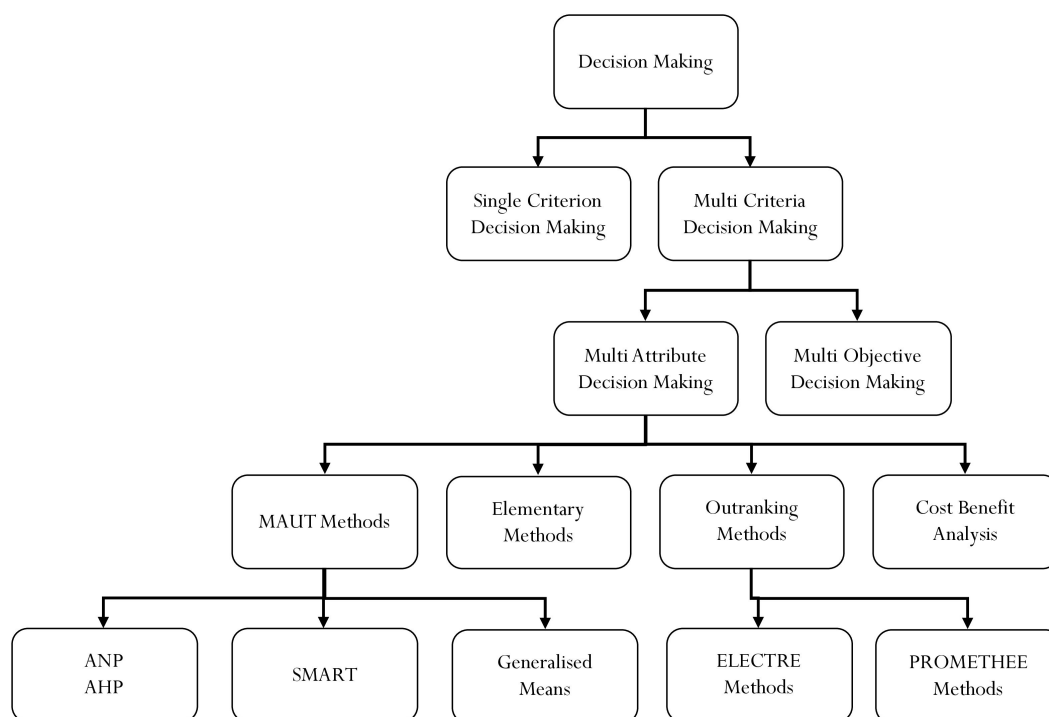 Decision Making
Single Criterion
Decision Making
Multi Criteria
Decision Making
Multi Attribute
Decision Making
Multi Objective
Decision Making
MAUT Methods
Elementary
Methods
Outranking
Methods
Cost Benefit
Analysis
ANP
AHP
SMART
Generalised
Means
ELECTRE
Methods
PROMETHEE
Methods